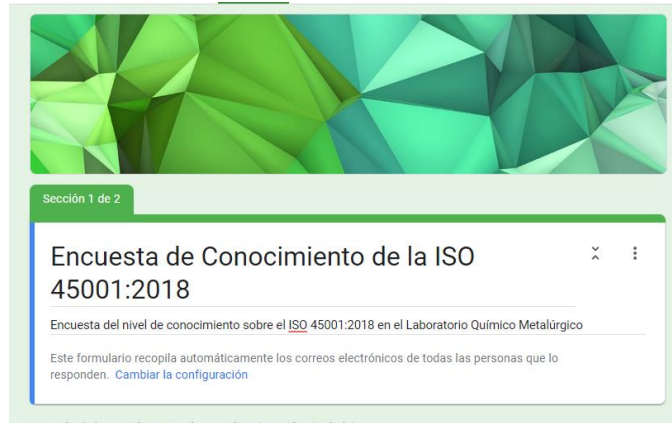 Sección 1 de 2
Encuesta de Conocimiento de la ISO
45001:2018
Encuesta del nivel de conocimiento sobre el ISO 45001:2018 en el Laboratorio Químico Metalúrgico
Este formulario recopila automáticamente los correos electrónicos de todas las personas que lo
responden. Cambiar la configuración